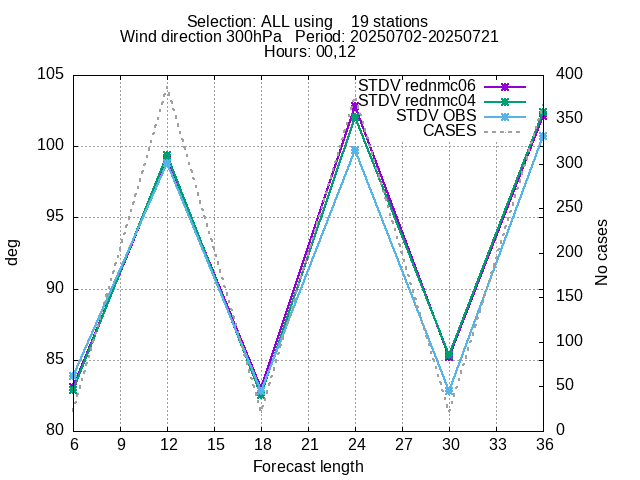 Selection: ALL using    19 stations
Wind direction 300hPa   Period: 20250702-20250721
Hours: 00,12
STDV rednmc06
STDV rednmc04
STDV OBS
CASES
105
100
95
90
85
80
400
350
300
250
200
150
100
50
0
deg
No cases
6 9 12 15 18 21 24 27 30 33 36
Forecast length